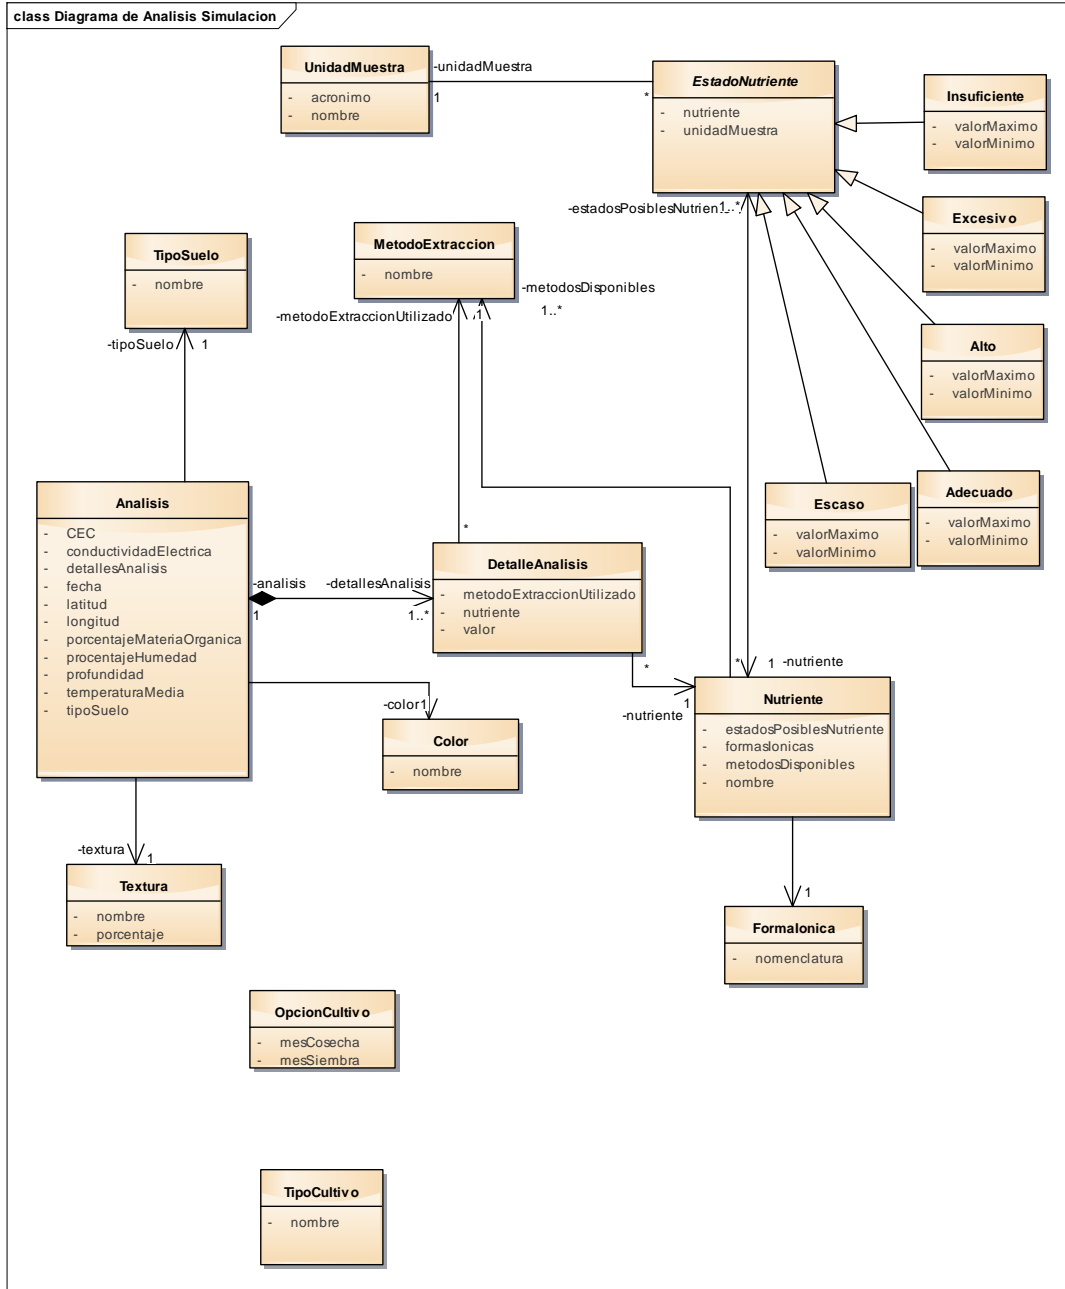 class Diagrama de Analisis Simulacion
UnidadMuestra
- acronimo
- nombre
-unidadMuestra
1
*
EstadoNutriente
- nutriente
- unidadMuestra
Insuficiente
- valorMaximo
- valorMinimo
Excesivo
- valorMaximo
- valorMinimo
-estadosPosiblesNutrien...
1..*
TipoSuelo
- nombre
MetodoExtraccion
- nombre
-metodosDisponibles
1..*
-metodoExtraccionUtilizado
1
-tipoSuelo
1
Alto
- valorMaximo
- valorMinimo
Escaso
- valorMaximo
- valorMinimo
Adecuado
- valorMaximo
- valorMinimo
Analisis
- CEC
- conductividadElectrica
- detallesAnalisis
- fecha
- latitud
- longitud
- porcentajeMateriaOrganica
- procentajeHumedad
- profundidad
- temperaturaMedia
- tipoSuelo
-analisis
1
-detallesAnalisis
1..*
*
DetalleAnalisis
- metodoExtraccionUtilizado
- nutriente
- valor
*
-nutriente
1
*
1
-nutriente
Nutriente
- estadosPosiblesNutriente
- formasIonicas
- metodosDisponibles
- nombre
-color
1
Color
- nombre
-textura
1
Textura
- nombre
- porcentaje
1
FormaIonica
- nomenclatura
OpcionCultivo
- mesCosecha
- mesSiembra
TipoCultivo
- nombre